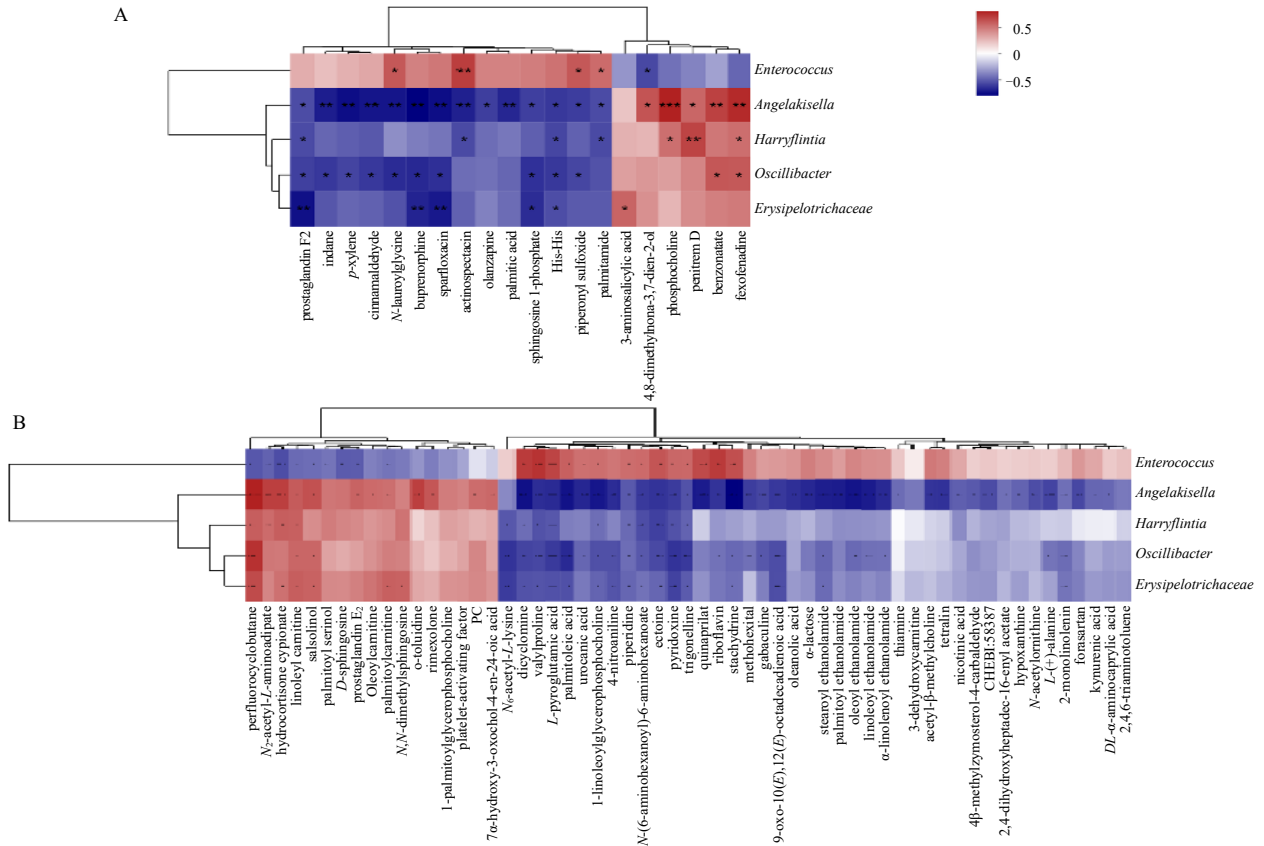 A
0.5
0
−0.5
Enterococcus
Angelakisella
Harryflintia
Oscillibacter
Erysipelotrichaceae
prostaglandin F2
indane
p-xylene
cinnamaldehyde
N-lauroylglycine
buprenorphine
sparfloxacin
actinospectacin
olanzapine
palmitic acid
sphingosine 1-phosphate
His-His
piperonyl sulfoxide
palmitamide
3-aminosalicylic acid
4,8-dimethylnona-3,7-dien-2-ol
phosphocholine
penitrem D
benzonatate
fexofenadine
B
Enterococcus
Angelakisella
Harryflintia
Oscillibacter
Erysipelotrichaceae
perfluorocyclobutane
N2-acetyl-L-aminoadipate
hydrocortisone cypionate
linoleyl carnitine
salsolinol
palmitoyl serinol
D-sphingosine
prostaglandin E2
Oleoylcarnitine
palmitoylcarnitine
N,N-dimethylsphingosine
o-toludine
rimexolone
1-palmitoylglycerophosphocholine
platelet-activating factor
PC
7α-hydroxy-3-oxochol-4-en-24-oic acid
N6-acetyl-L-lysine
dicyclomine
valylproline
L-pyroglutamic acid
palmitoleic acid
urocanic acid
1-linoleoylglycerophosphocholine
4-nitroaniline
piperidine
N-(6-aminohexanoyl)-6-aminohexanoate
ectoine
pyridoxine
trigonelline
quinaprilat
riboflavin
stachydrine
methohexital
gabaculine
9-oxo-10(E),12(E)-octadecadienoic acid
oleanolic acid
α-lactose
stearoyl ethanolamide
palmitoyl ethanolamide
oleoyl ethanolamide
linoleoyl ethanolamide
α-linolenoyl ethanolamide
thiamine
3-dehydroxycarnitine
acetyl-β-methylcholine
tetralin
nicotinic acid
4β-methylzymosterol-4-carbaldehyde
CHEBI:58387
2,4-dihydroxyheptadec-16-enyl acetate
hypoxanthine
N-acetylornithine
L-(+)-alanine
2-monolinolenin
forasartan
kynurenic acid
DL-α-aminocaprylic acid
2,4,6-triaminotoluene